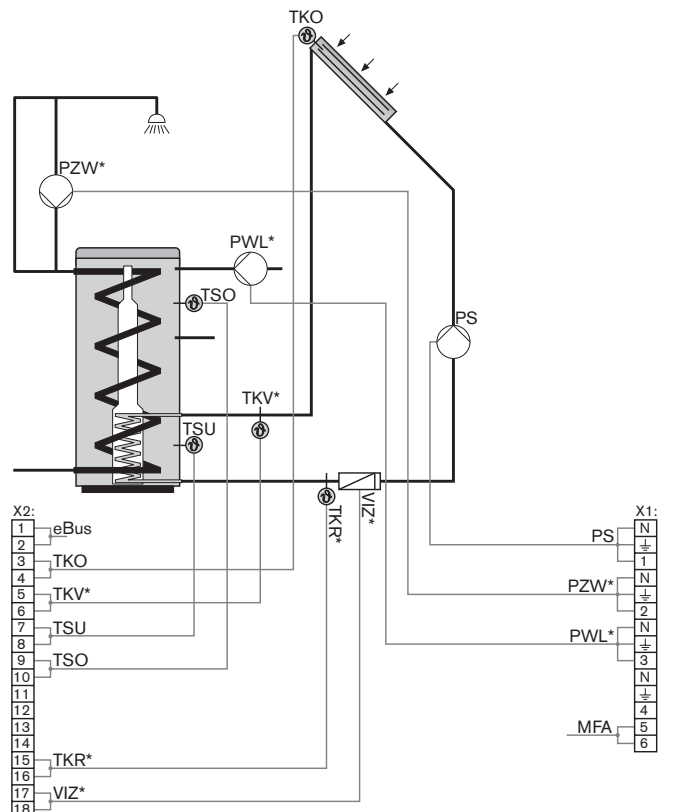 TKO
PZW*
PWL*
TSO
PS
TKV*
TSU
TKR*
VIZ*
X2:
1
2
eBus
3
4
TKO
5
6
TKV*
7
8
TSU
9
10
TSO
11
12
13
14
15
16
TKR*
17
18
VIZ*
X1:
N
⏚
1
PS
N
⏚
2
PZW*
N
⏚
3
PWL*
N
⏚
4
5
6
MFA